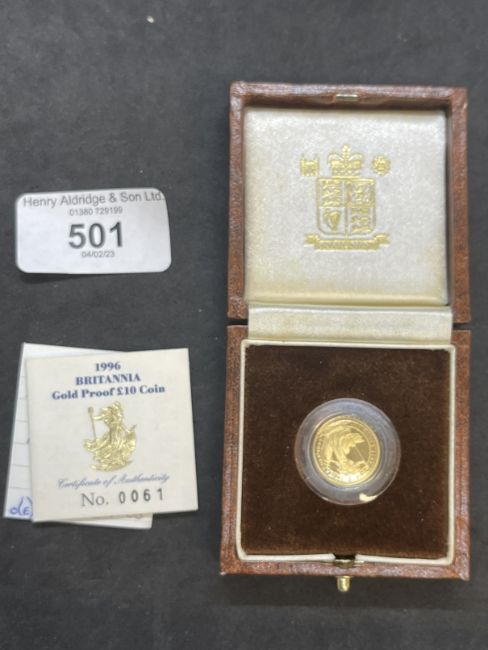 Henry Aldridge & Son Ltd.
01380 729199
501
04/02/23
1996
BRITANNIA
Gold Proof £10 Coin
Certificate of Authenticity
No. 0061